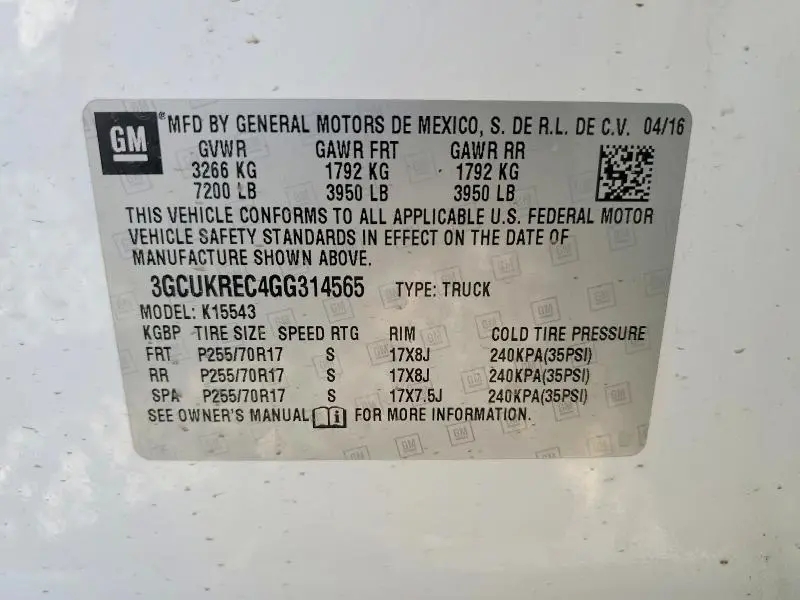 GM ® MFD BY GENERAL MOTORS DE MEXICO, S. DE R.L. DE C.V. 04/16
GVWR GAWR FRT GAWR RR
3266 KG 1792 KG 1792 KG
7200 LB 3950 LB 3950 LB
THIS VEHICLE CONFORMS TO ALL APPLICABLE U.S. FEDERAL MOTOR
VEHICLE SAFETY STANDARDS IN EFFECT ON THE DATE OF
MANUFACTURE SHOWN ABOVE.
3GCUKREC4GG314565 TYPE: TRUCK
MODEL: K15543
KGBP TIRE SIZE SPEED RTG RIM COLD TIRE PRESSURE
FRT P255/70R17 S 17X8J 240KPA(35PSI)
RR P255/70R17 S 17X8J 240KPA(35PSI)
SPA P255/70R17 S 17X7.5J 240KPA(35PSI)
SEE OWNER'S MANUAL i FOR MORE INFORMATION.